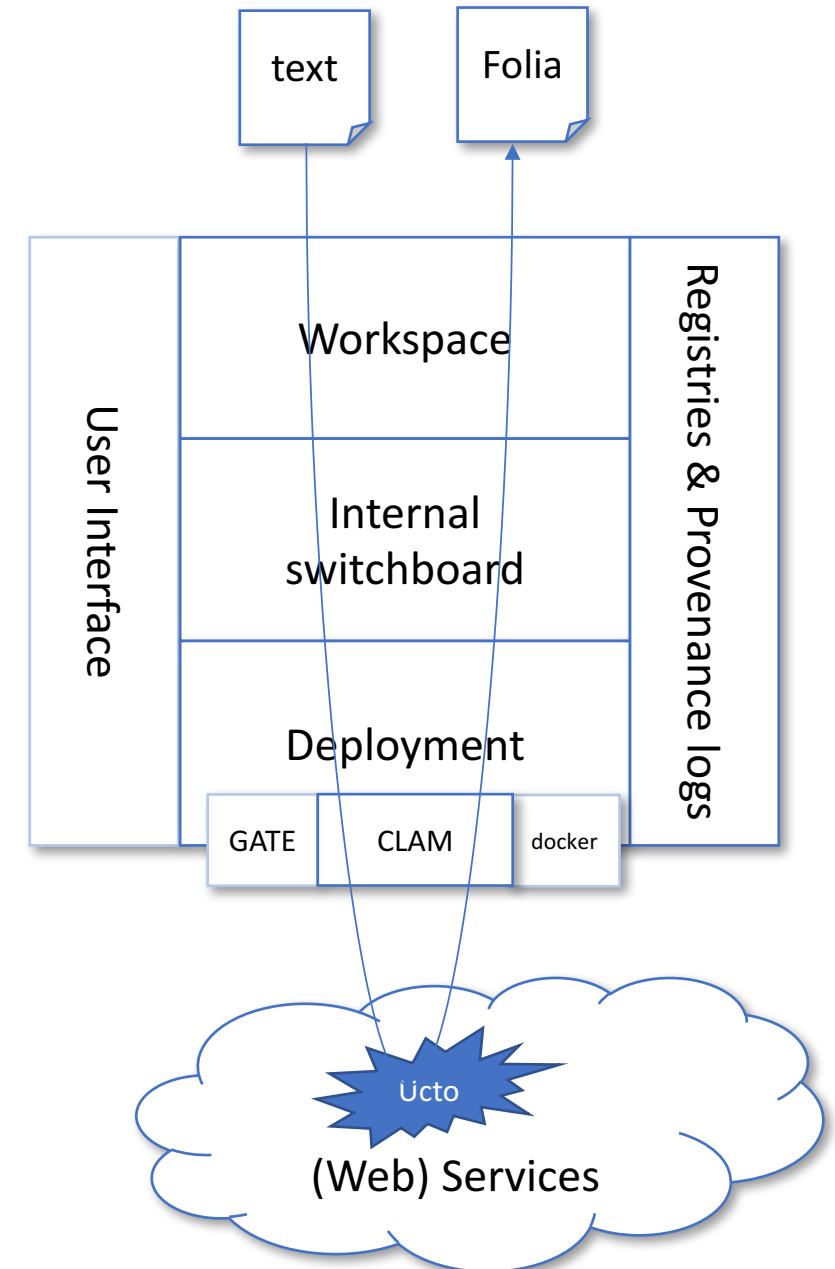 text
Folia
Workspace
User Interface
Registries & Provenance logs
Internal
switchboard
Deployment
GATE
CLAM
docker
Ucto
(Web) Services